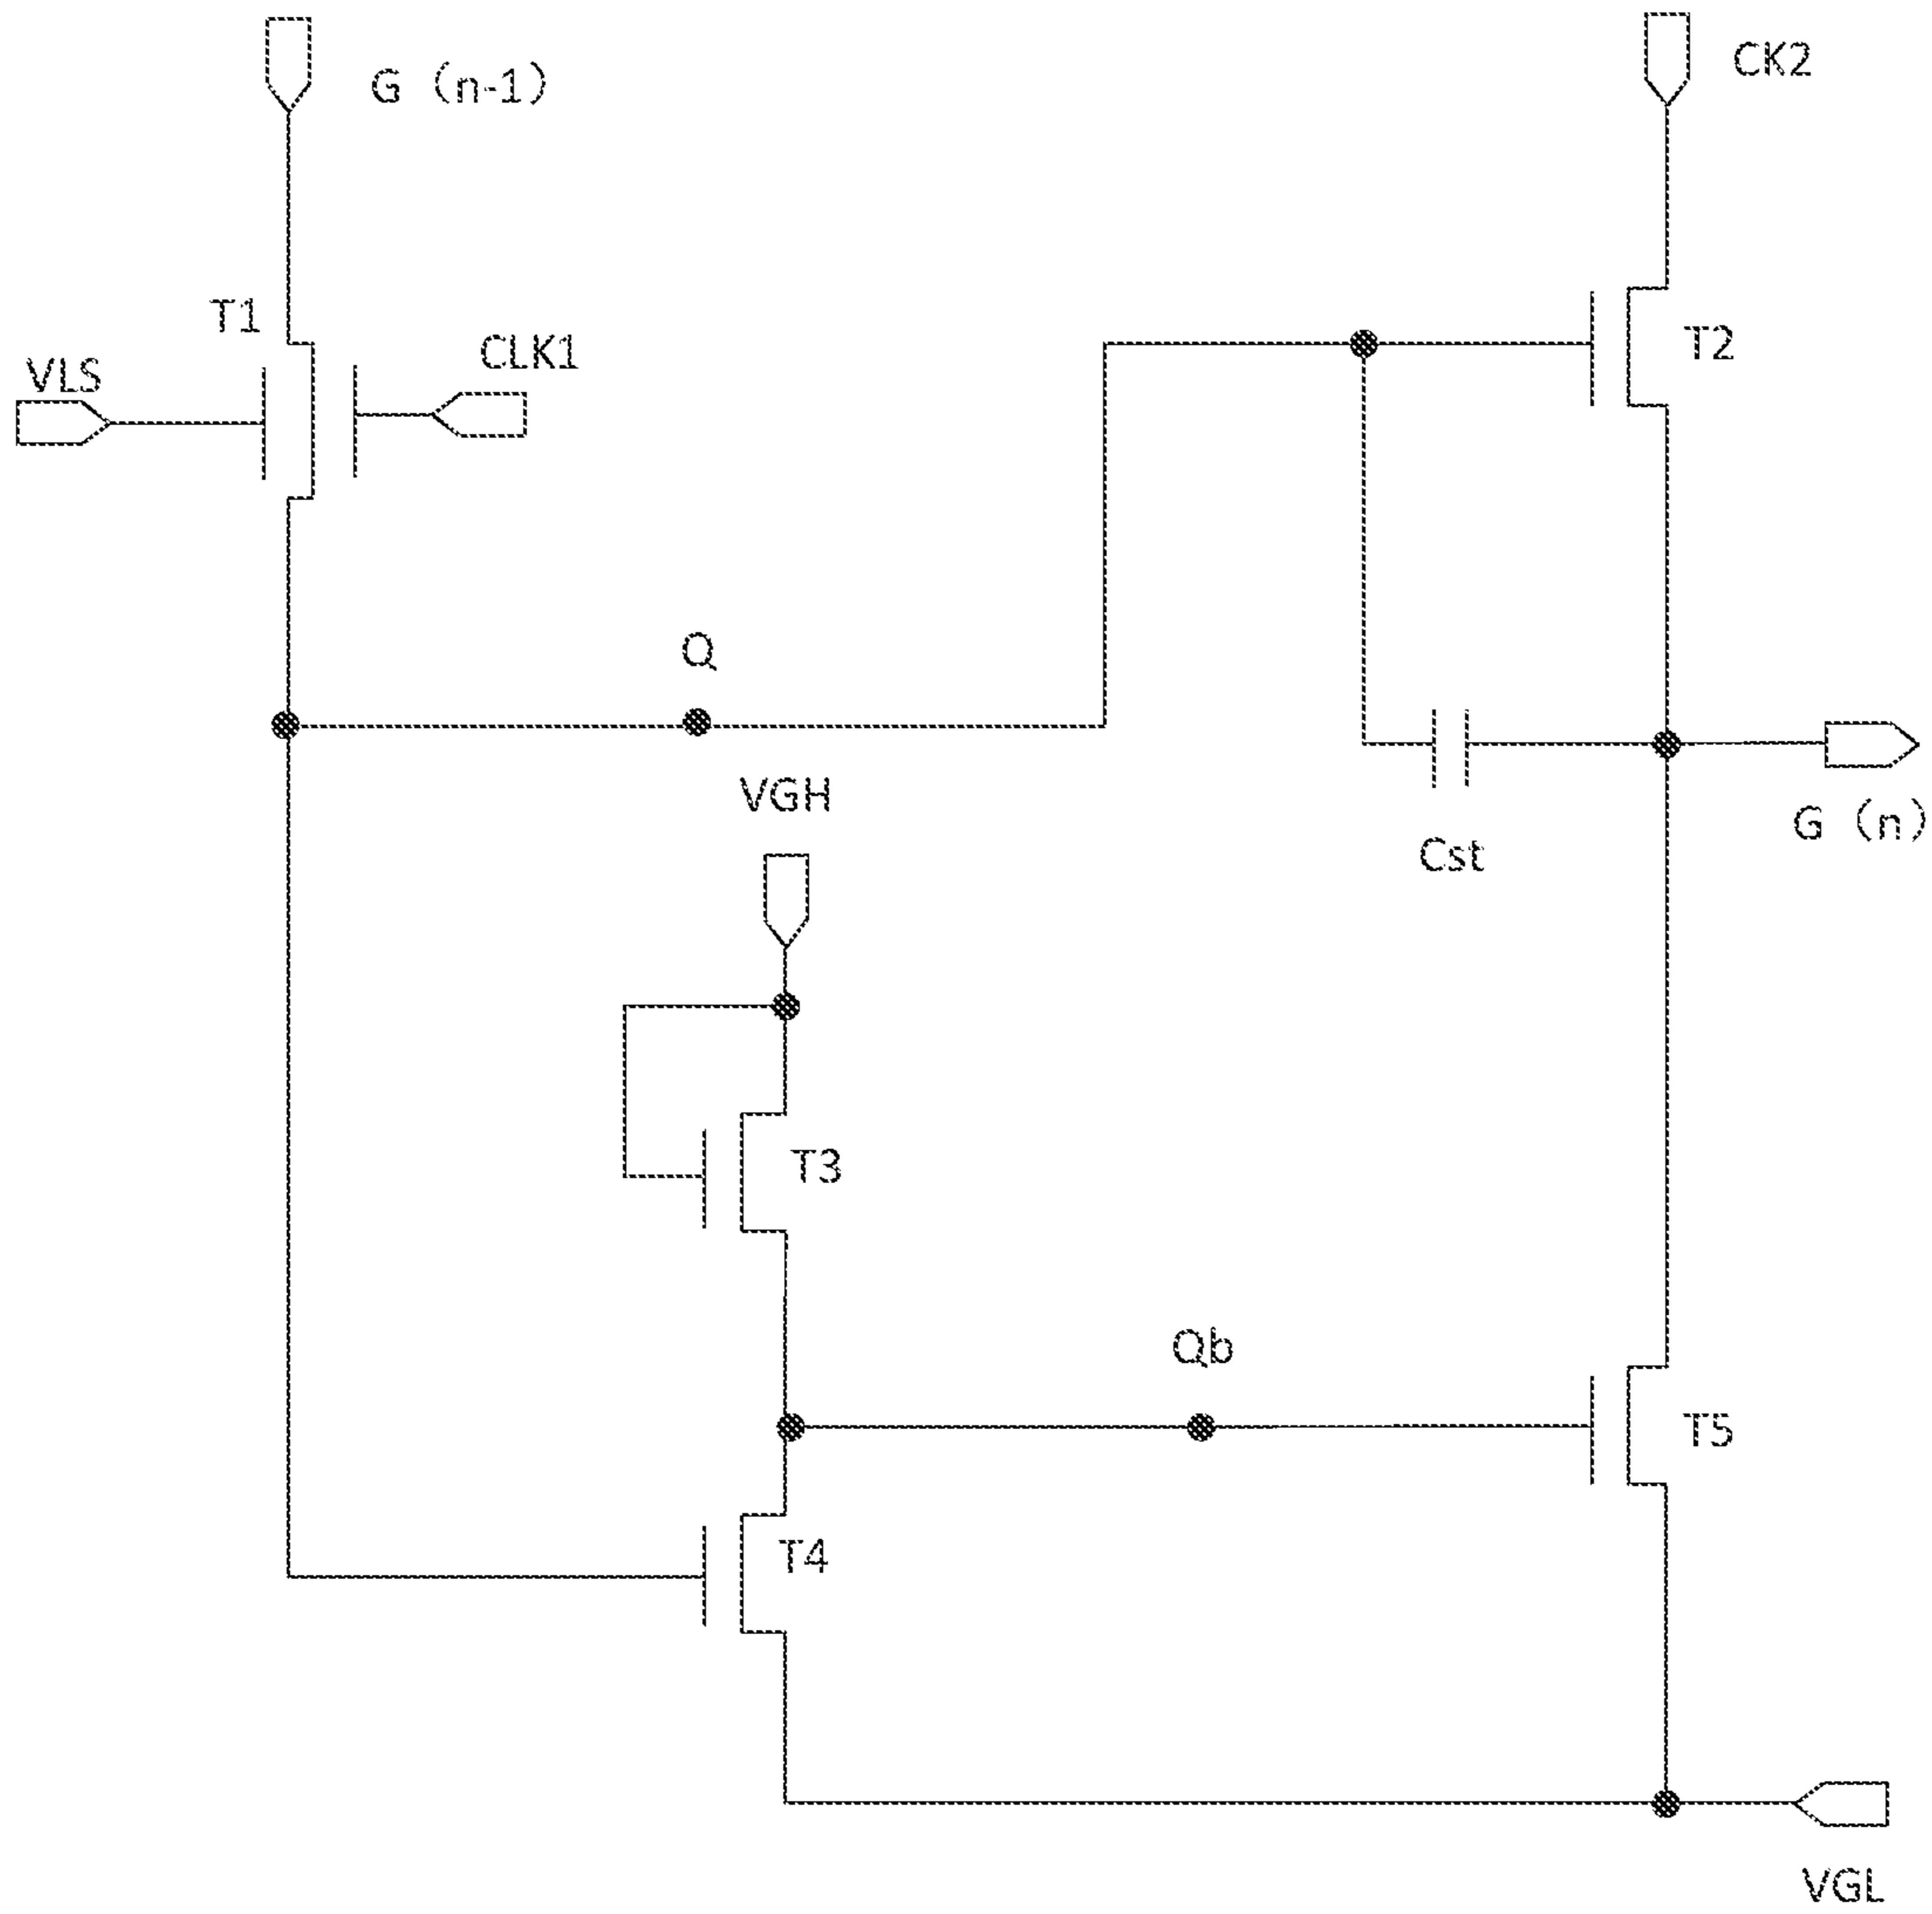 G (n-1)
CK2
T1
VLS
CLK1
T2
Q
VGH
G (n)
Cst
T3
Qb
T5
T4
VGL